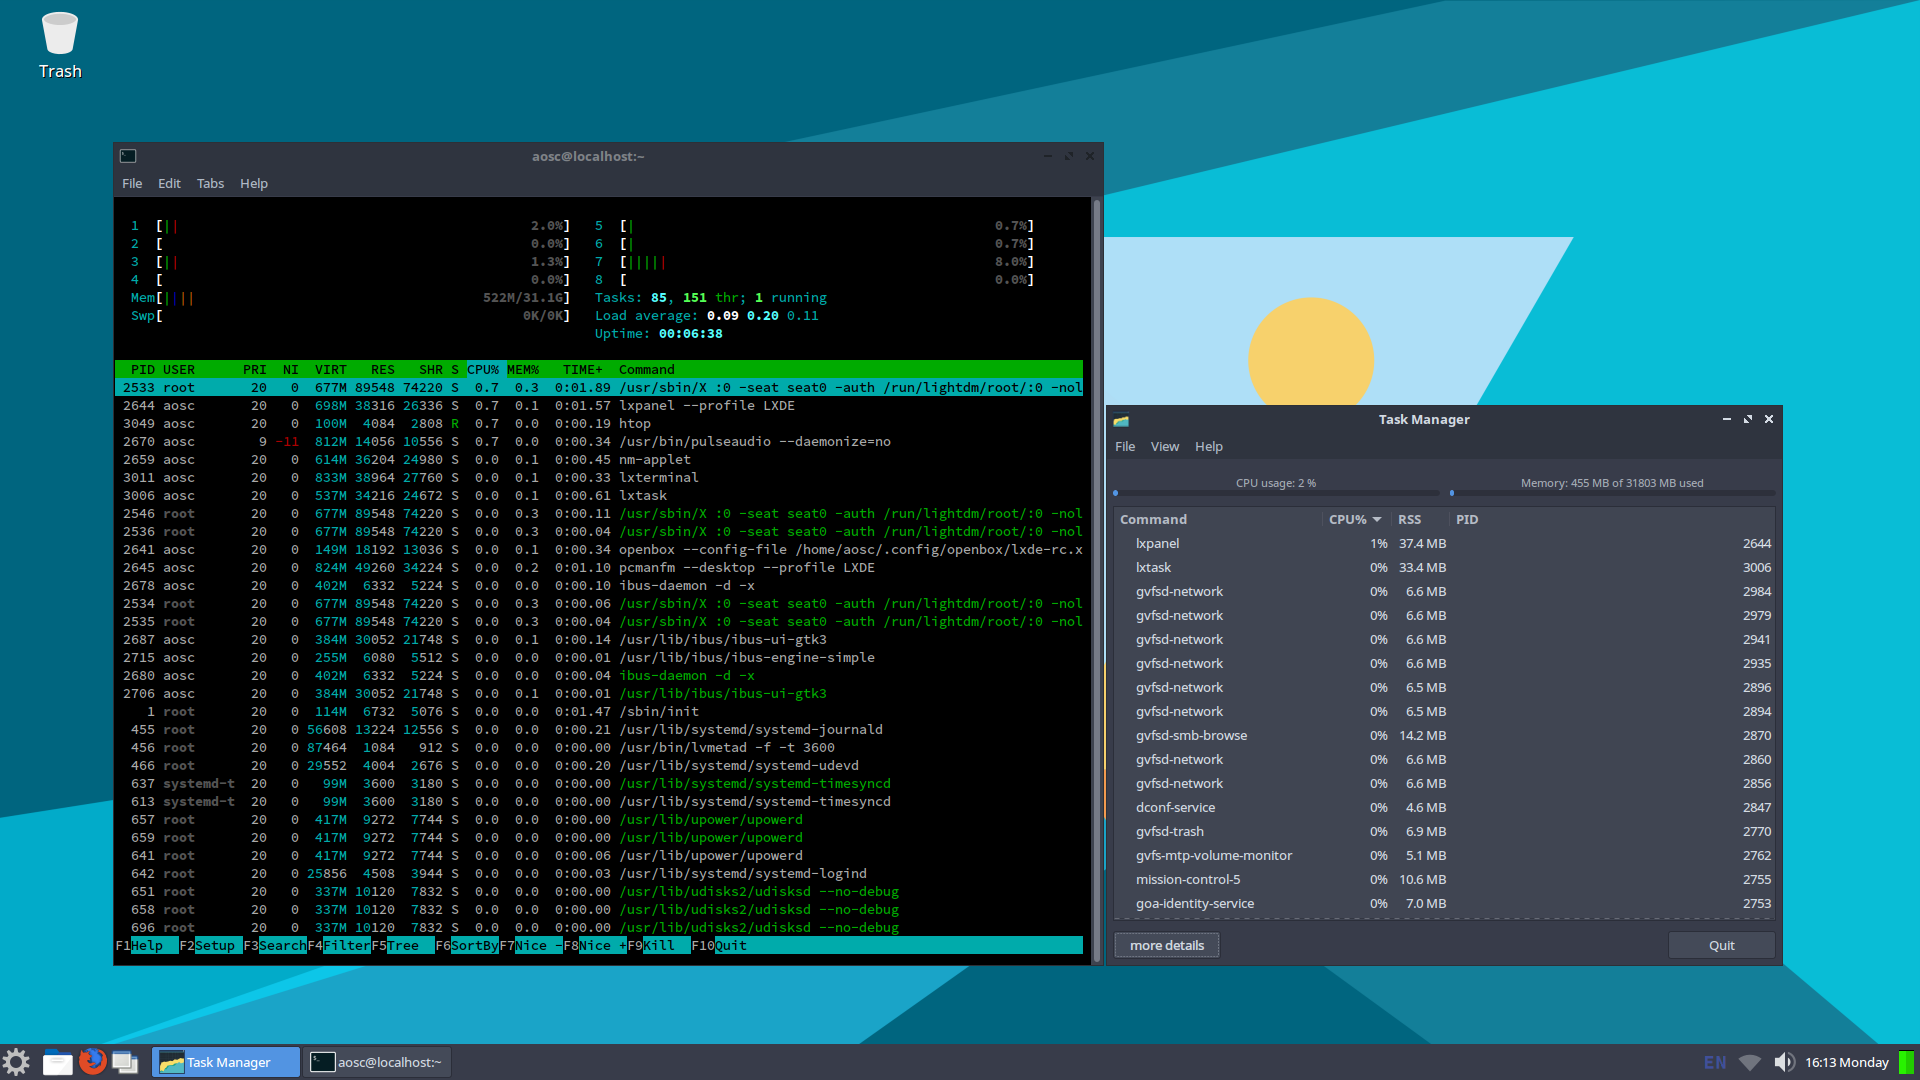 Trash
aosc@localhost:~
File Edit Tabs Help
1 [|| 2.0%] 5 [| 0.7%]
2 [ 0.0%] 6 [| 0.7%]
3 [|| 1.3%] 7 [||||| 8.0%]
4 [ 0.0%] 8 [ 0.0%]
Mem[|||| 522M/31.1G] Tasks: 85, 151 thr; 1 running
Swp[ 0K/0K] Load average: 0.09 0.20 0.11
Uptime: 00:06:38
PID USER PRI NI VIRT RES SHR S CPU% MEM% TIME+ Command
2533 root 20 0 677M 89548 74220 S 0.7 0.3 0:01.89 /usr/sbin/X :0 -seat seat0 -auth /run/lightdm/root/:0 -nol
2644 aosc 20 0 698M 38316 26336 S 0.7 0.1 0:01.57 lxpanel --profile LXDE
3049 aosc 20 0 100M 4084 2808 R 0.7 0.0 0:00.19 htop
2670 aosc 9 -11 812M 14056 10556 S 0.7 0.0 0:00.34 /usr/bin/pulseaudio --daemonize=no
2659 aosc 20 0 614M 36204 24980 S 0.0 0.1 0:00.45 nm-applet
3011 aosc 20 0 833M 38964 27760 S 0.0 0.1 0:00.33 lxterminal
3006 aosc 20 0 537M 34216 24672 S 0.0 0.1 0:00.61 lxtask
2546 root 20 0 677M 89548 74220 S 0.0 0.3 0:00.11 /usr/sbin/X :0 -seat seat0 -auth /run/lightdm/root/:0 -nol
2536 root 20 0 677M 89548 74220 S 0.0 0.3 0:00.04 /usr/sbin/X :0 -seat seat0 -auth /run/lightdm/root/:0 -nol
2641 aosc 20 0 149M 18192 13036 S 0.0 0.1 0:00.34 openbox --config-file /home/aosc/.config/openbox/lxde-rc.x
2645 aosc 20 0 824M 49260 34224 S 0.0 0.2 0:01.10 pcmanfm --desktop --profile LXDE
2678 aosc 20 0 402M 6332 5224 S 0.0 0.0 0:00.10 ibus-daemon -d -x
2534 root 20 0 677M 89548 74220 S 0.0 0.3 0:00.06 /usr/sbin/X :0 -seat seat0 -auth /run/lightdm/root/:0 -nol
2535 root 20 0 677M 89548 74220 S 0.0 0.3 0:00.04 /usr/sbin/X :0 -seat seat0 -auth /run/lightdm/root/:0 -nol
2687 aosc 20 0 384M 30052 21748 S 0.0 0.1 0:00.14 /usr/lib/ibus/ibus-ui-gtk3
2715 aosc 20 0 255M 6080 5512 S 0.0 0.0 0:00.01 /usr/lib/ibus/ibus-engine-simple
2680 aosc 20 0 402M 6332 5224 S 0.0 0.0 0:00.04 ibus-daemon -d -x
2706 aosc 20 0 384M 30052 21748 S 0.0 0.1 0:00.01 /usr/lib/ibus/ibus-ui-gtk3
1 root 20 0 114M 6732 5076 S 0.0 0.0 0:01.47 /sbin/init
455 root 20 0 56608 13224 12556 S 0.0 0.0 0:00.21 /usr/lib/systemd/systemd-journald
456 root 20 0 87464 1084 912 S 0.0 0.0 0:00.00 /usr/bin/lvmetad -f -t 3600
466 root 20 0 29552 4004 2676 S 0.0 0.0 0:00.20 /usr/lib/systemd/systemd-udevd
637 systemd-t 20 0 99M 3600 3180 S 0.0 0.0 0:00.00 /usr/lib/systemd/systemd-timesyncd
613 systemd-t 20 0 99M 3600 3180 S 0.0 0.0 0:00.00 /usr/lib/systemd/systemd-timesyncd
657 root 20 0 417M 9272 7744 S 0.0 0.0 0:00.00 /usr/lib/upower/upowerd
659 root 20 0 417M 9272 7744 S 0.0 0.0 0:00.00 /usr/lib/upower/upowerd
641 root 20 0 417M 9272 7744 S 0.0 0.0 0:00.06 /usr/lib/upower/upowerd
642 root 20 0 25856 4508 3944 S 0.0 0.0 0:00.03 /usr/lib/systemd/systemd-logind
651 root 20 0 337M 10120 7832 S 0.0 0.0 0:00.00 /usr/lib/udisks2/udisksd --no-debug
658 root 20 0 337M 10120 7832 S 0.0 0.0 0:00.00 /usr/lib/udisks2/udisksd --no-debug
696 root 20 0 337M 10120 7832 S 0.0 0.0 0:00.00 /usr/lib/udisks2/udisksd --no-debug
F1Help F2Setup F3SearchF4FilterF5Tree F6SortByF7Nice -F8Nice +F9Kill F10Quit
Task Manager
File View Help
CPU usage: 2 % Memory: 455 MB of 31803 MB used
Command CPU% RSS PID
lxpanel 1% 37.4 MB 2644
lxtask 0% 33.4 MB 3006
gvfsd-network 0% 6.6 MB 2984
gvfsd-network 0% 6.6 MB 2979
gvfsd-network 0% 6.6 MB 2941
gvfsd-network 0% 6.6 MB 2935
gvfsd-network 0% 6.5 MB 2896
gvfsd-network 0% 6.5 MB 2894
gvfsd-smb-browse 0% 14.2 MB 2870
gvfsd-network 0% 6.6 MB 2860
gvfsd-network 0% 6.6 MB 2856
dconf-service 0% 4.6 MB 2847
gvfsd-trash 0% 6.9 MB 2770
gvfs-mtp-volume-monitor 0% 5.1 MB 2762
mission-control-5 0% 10.6 MB 2755
goa-identity-service 0% 7.0 MB 2753
more details Quit
Task Manager aosc@localhost:~ EN 16:13 Monday